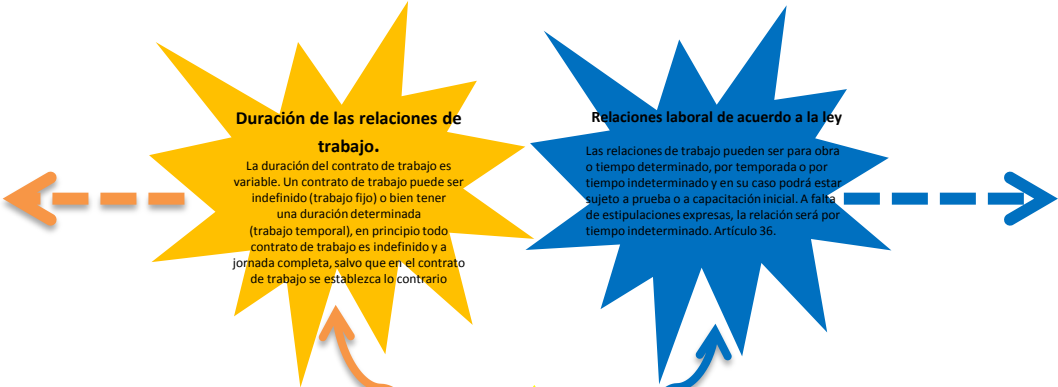 Duración de las relaciones de
trabajo.
La duración del contrato de trabajo es
variable. Un contrato de trabajo puede ser
indefinido (trabajo fijo) o bien tener
una duración determinada
(trabajo temporal), en principio todo
contrato de trabajo es indefinido y a
jornada completa, salvo que en el contrato
de trabajo se establezca lo contrario
Relaciones laboral de acuerdo a la ley
Las relaciones de trabajo pueden ser para obra
o tiempo determinado, por temporada o por
tiempo indeterminado y en su caso podrá estar
sujeto a prueba o a capacitación inicial. A falta
de estipulaciones expresas, la relación será por
tiempo indeterminado. Artículo 36.